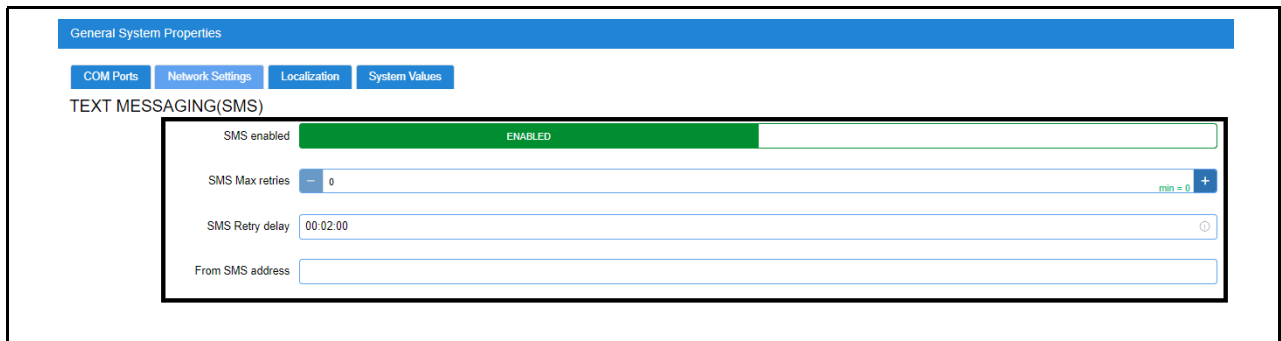 General System Properties
COM Ports Network Settings Localization System Values
TEXT MESSAGING(SMS)
SMS enabled ENABLED
SMS Max retries − 0 min = 0 +
SMS Retry delay 00:02:00
From SMS address